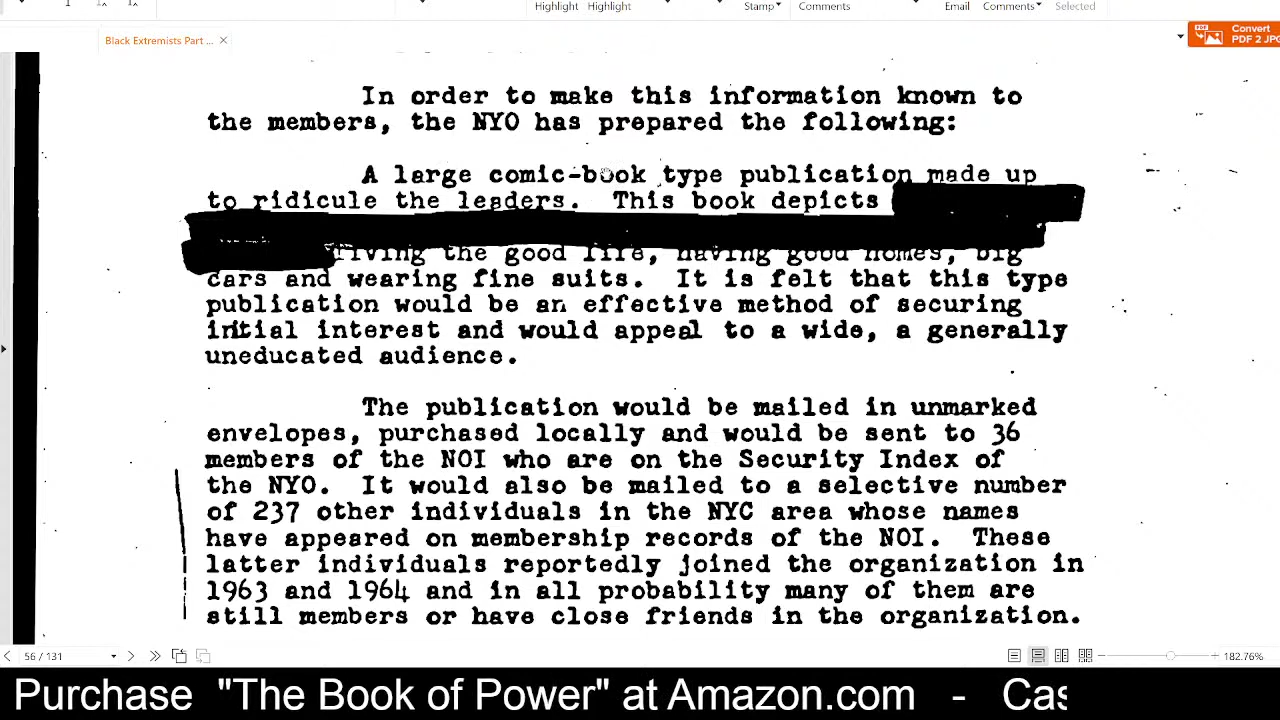 Highlight Highlight Stamp Comments Email Comments Selected
Black Extremists Part ...
Convert
PDF 2 JPG
In order to make this information known to
the members, the NYO has prepared the following:
A large comic-book type publication made up
to ridicule the leaders. This book depicts
living the good life, having good homes, big
cars and wearing fine suits. It is felt that this type
publication would be an effective method of securing
initial interest and would appeal to a wide, a generally
uneducated audience.
The publication would be mailed in unmarked
envelopes, purchased locally and would be sent to 36
members of the NOI who are on the Security Index of
the NYO. It would also be mailed to a selective number
of 237 other individuals in the NYC area whose names
have appeared on membership records of the NOI. These
latter individuals reportedly joined the organization in
1963 and 1964 and in all probability many of them are
still members or have close friends in the organization.
56 / 131 182.76%
Purchase "The Book of Power" at Amazon.com - Cas